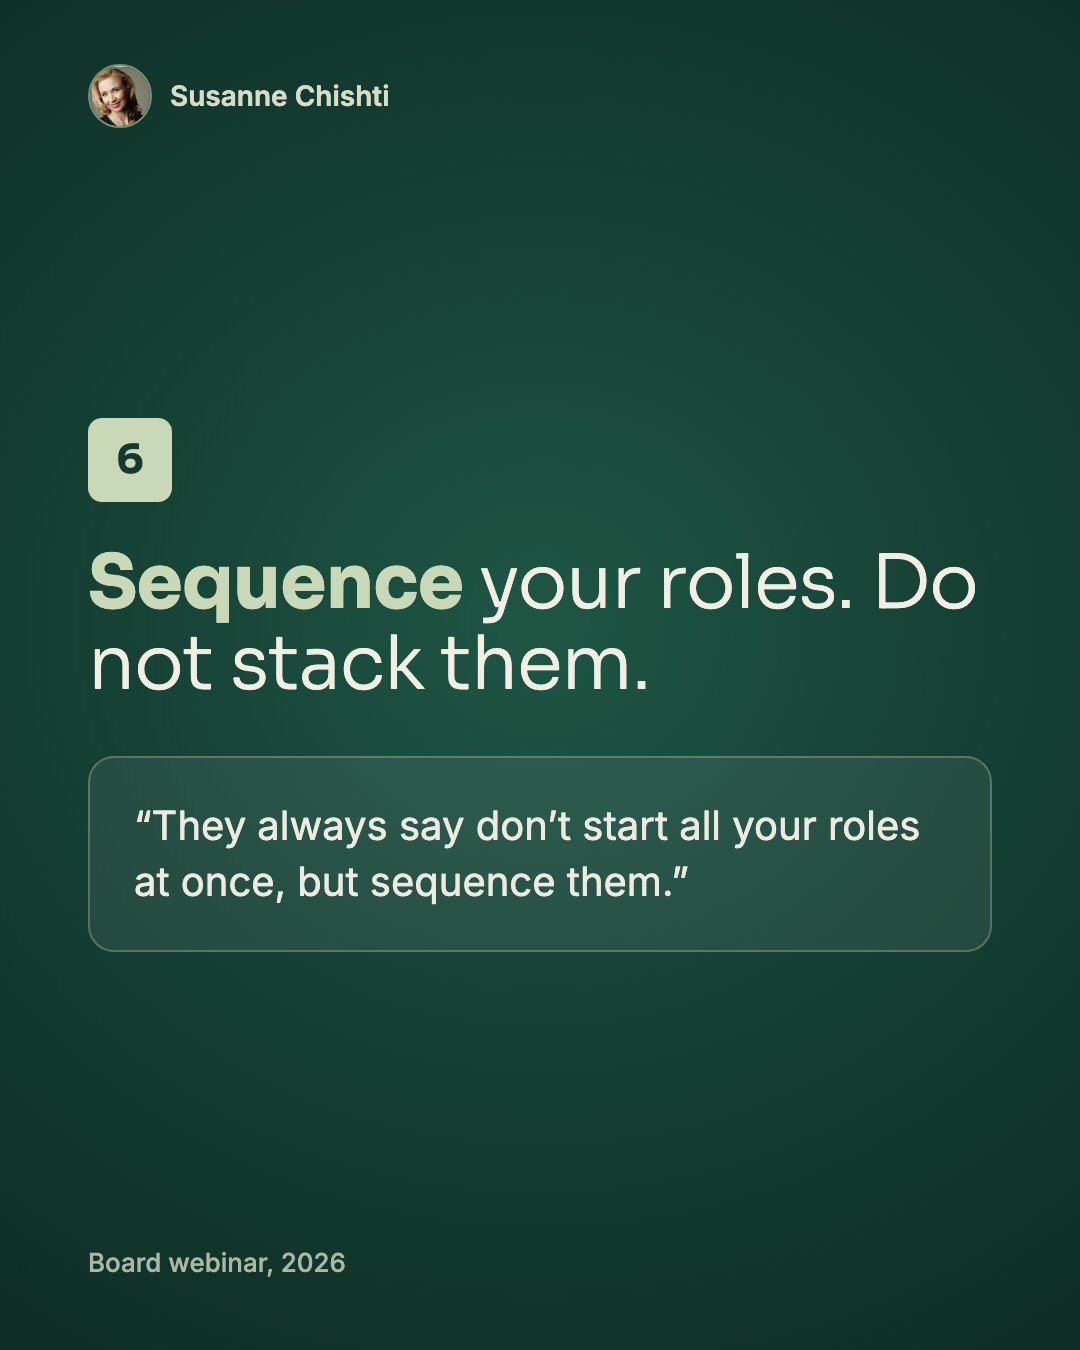 Susanne Chishti
6
Sequence your roles. Do
not stack them.
“They always say don’t start all your roles
at once, but sequence them.”
Board webinar, 2026